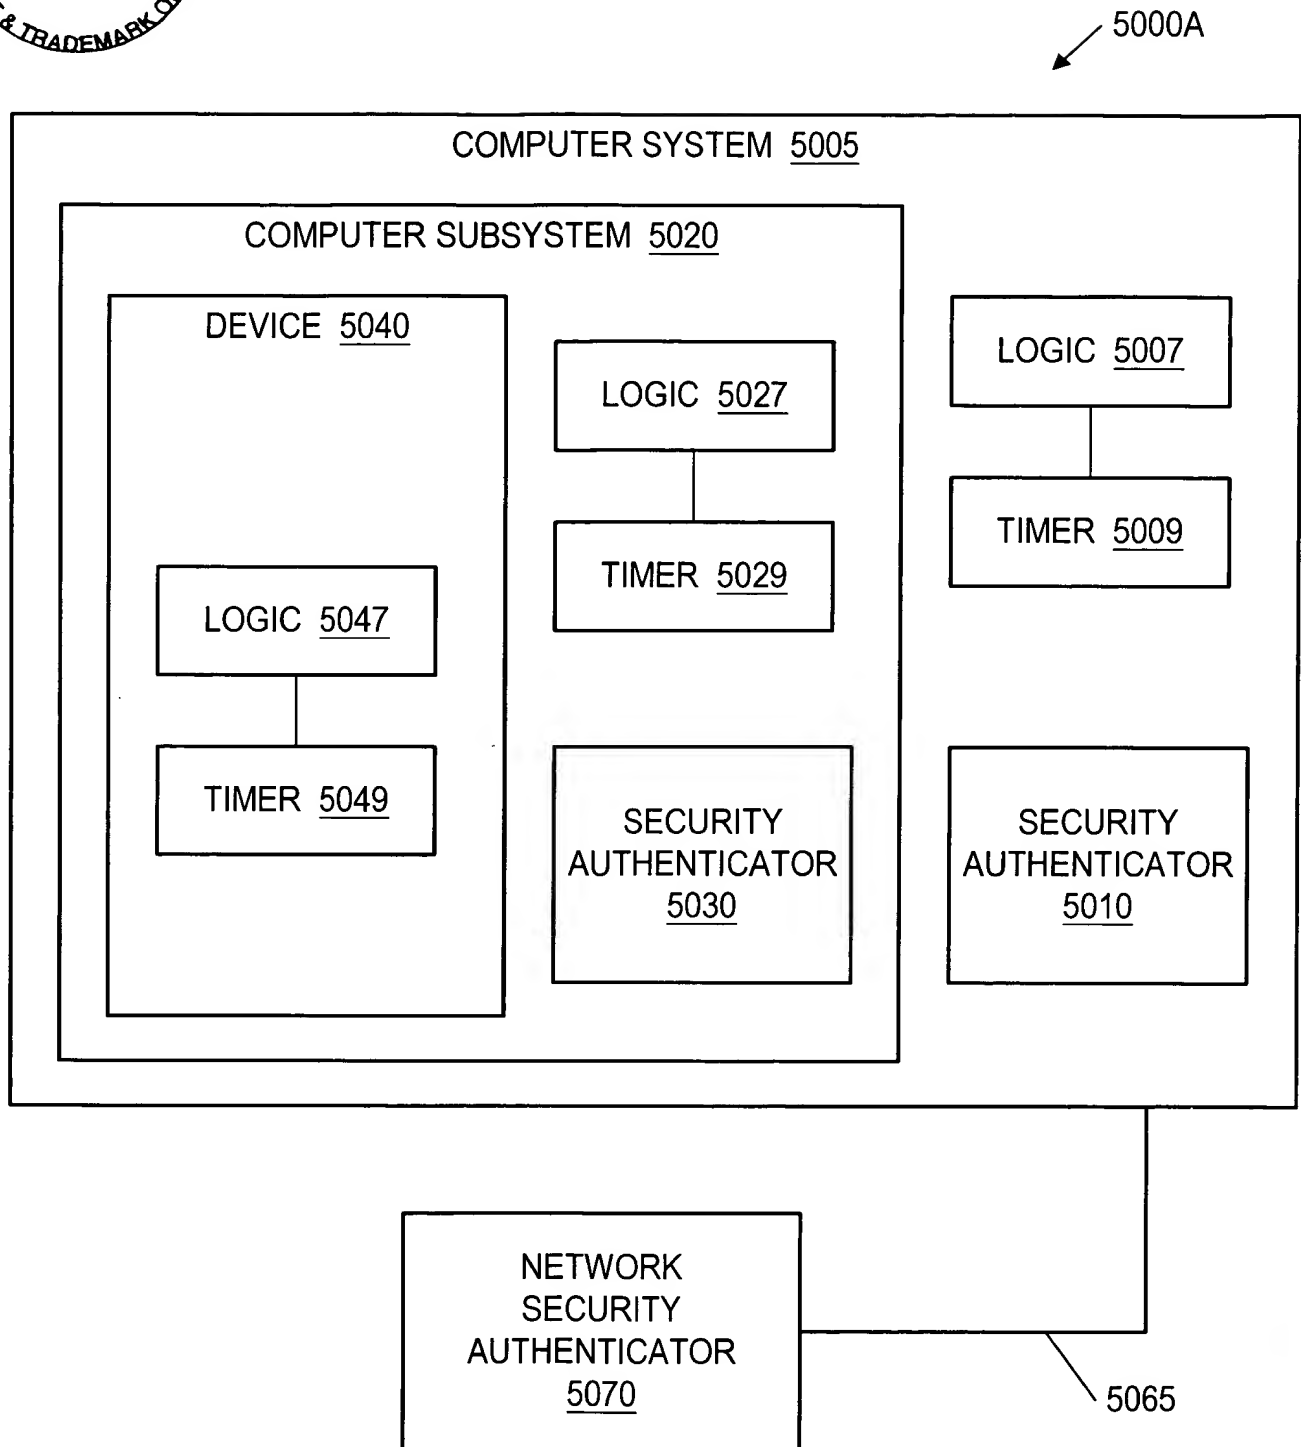 & TRADEMARK
5000A
COMPUTER SYSTEM 5005
COMPUTER SUBSYSTEM 5020
DEVICE 5040
LOGIC 5007
LOGIC 5027
TIMER 5009
TIMER 5029
LOGIC 5047
TIMER 5049
SECURITY
AUTHENTICATOR
5030
SECURITY
AUTHENTICATOR
5010
NETWORK
SECURITY
AUTHENTICATOR
5070
5065